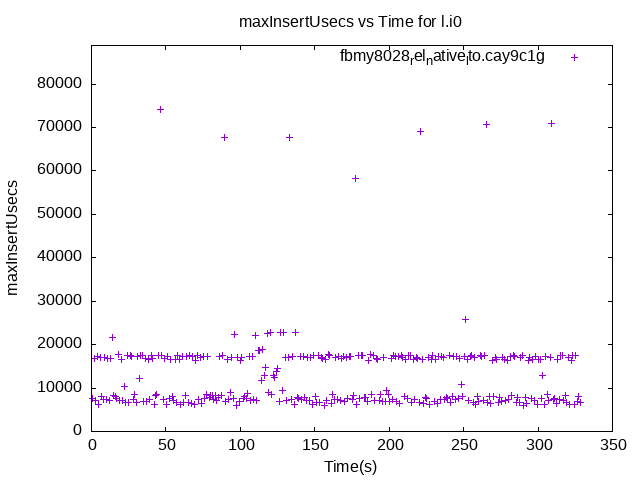 maxInsertUsecs vs Time for l.i0
fbmy8028relnativelto.cay9c1g
maxInsertUsecs
80000
70000
60000
50000
40000
30000
20000
10000
0
0 50 100 150 200 250 300 350
Time(s)